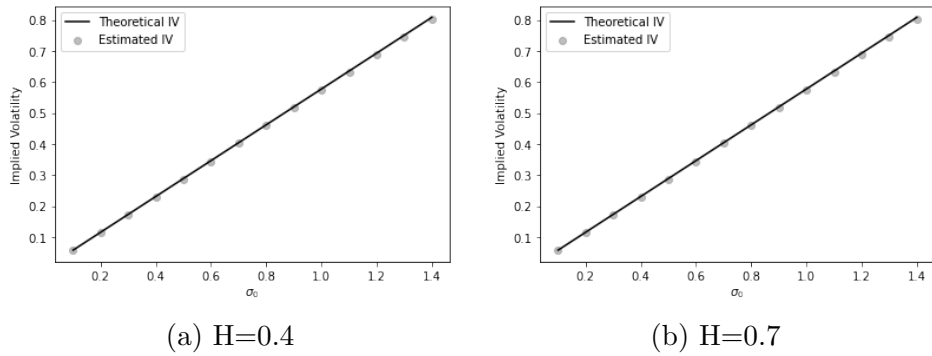 Theoretical IV
Estimated IV
0.8
0.7
0.6
0.5
0.4
0.3
0.2
0.1
Implied Volatility
0.2 0.4 0.6 0.8 1.0 1.2 1.4
σ₀
(a) H=0.4
Theoretical IV
Estimated IV
0.8
0.7
0.6
0.5
0.4
0.3
0.2
0.1
Implied Volatility
0.2 0.4 0.6 0.8 1.0 1.2 1.4
σ₀
(b) H=0.7